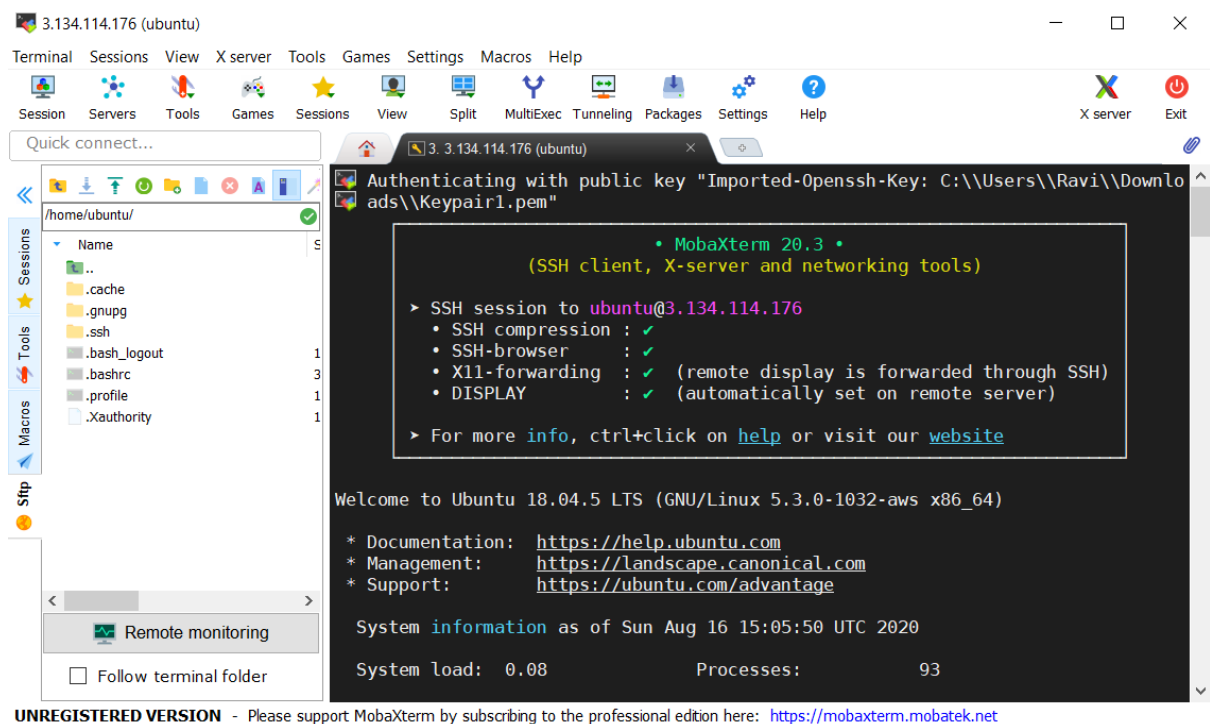 3.134.114.176 (ubuntu)
Terminal Sessions View X server Tools Games Settings Macros Help
Session Servers Tools Games Sessions View Split MultiExec Tunneling Packages Settings Help X server Exit
Quick connect...
3. 3.134.114.176 (ubuntu)
/home/ubuntu/
Name S
..
.cache
.gnupg
.ssh
.bash_logout 1
.bashrc 3
.profile 1
.Xauthority 1
Sessions
Tools
Macros
Sftp
Remote monitoring
Follow terminal folder
Authenticating with public key "Imported-Openssh-Key: C:\\Users\\Ravi\\Downlo
ads\\Keypair1.pem"
• MobaXterm 20.3 •
(SSH client, X-server and networking tools)
➤ SSH session to ubuntu@3.134.114.176
• SSH compression : ✔
• SSH-browser : ✔
• X11-forwarding : ✔ (remote display is forwarded through SSH)
• DISPLAY : ✔ (automatically set on remote server)
➤ For more info, ctrl+click on help or visit our website
Welcome to Ubuntu 18.04.5 LTS (GNU/Linux 5.3.0-1032-aws x86_64)
* Documentation: https://help.ubuntu.com
* Management: https://landscape.canonical.com
* Support: https://ubuntu.com/advantage
System information as of Sun Aug 16 15:05:50 UTC 2020
System load: 0.08 Processes: 93
UNREGISTERED VERSION - Please support MobaXterm by subscribing to the professional edition here: https://mobaxterm.mobatek.net